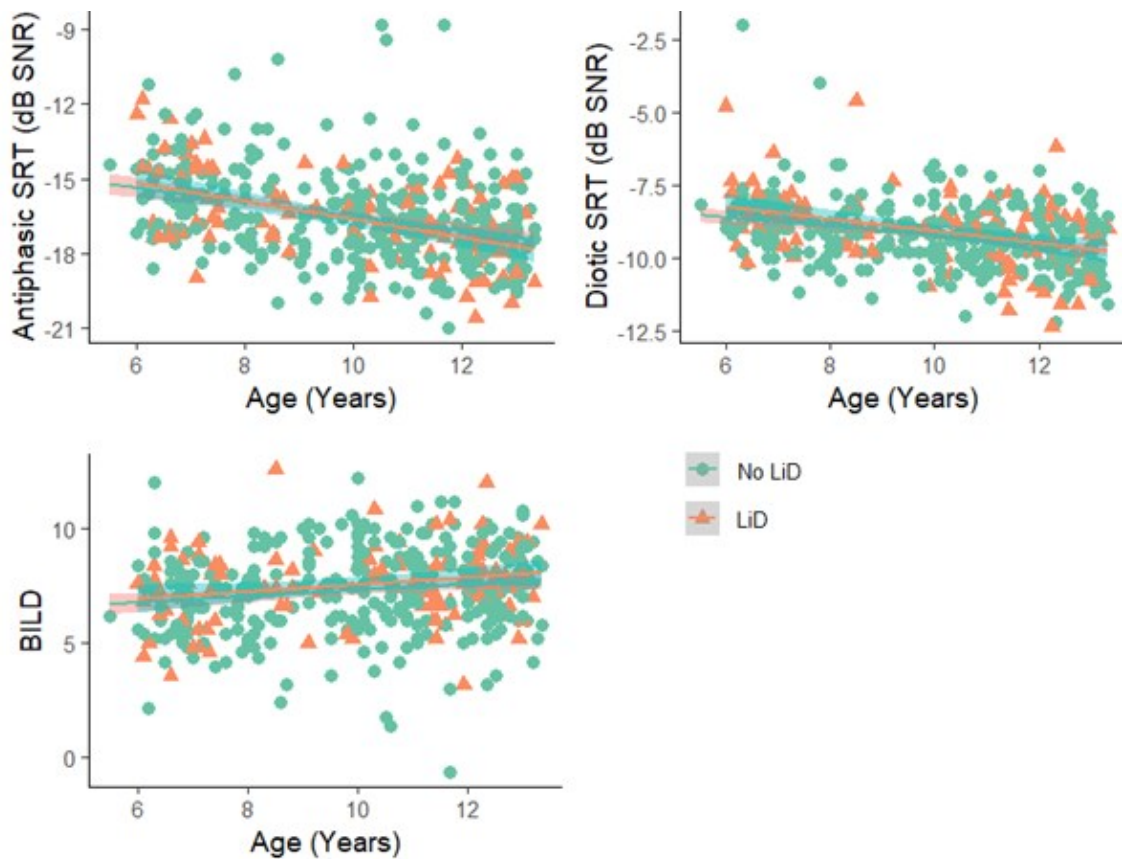 -9
-12
-15
-18
-21
Antiphasic SRT (dB SNR)
6 8 10 12
Age (Years)
-2.5
-5.0
-7.5
-10.0
-12.5
Diotic SRT (dB SNR)
6 8 10 12
Age (Years)
10
5
0
BILD
6 8 10 12
Age (Years)
No LiD
LiD